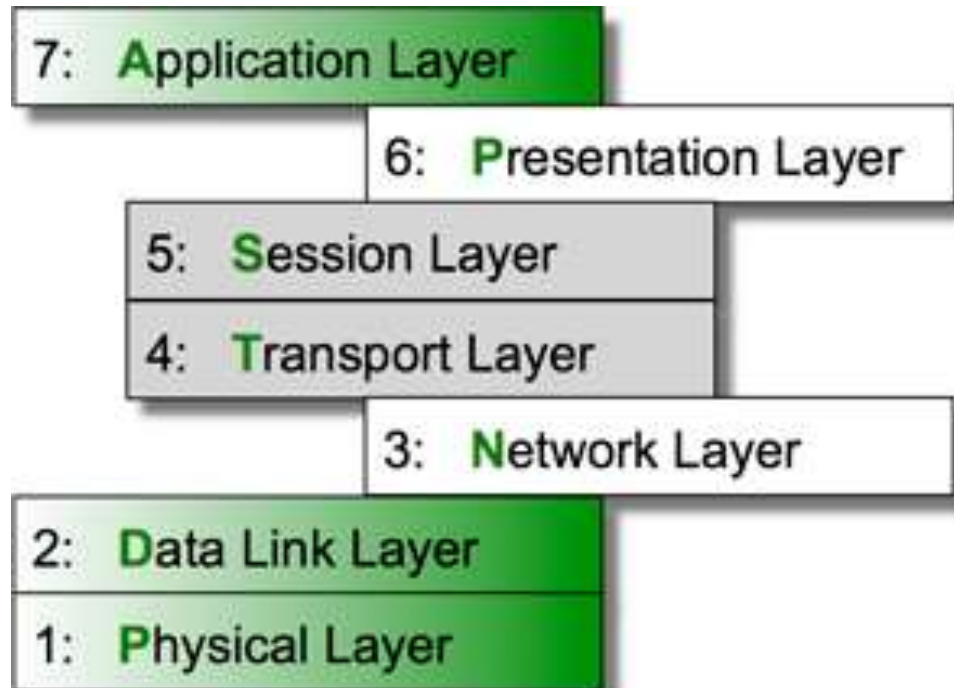 7: Application Layer
6: Presentation Layer
5: Session Layer
4: Transport Layer
3: Network Layer
2: Data Link Layer
1: Physical Layer